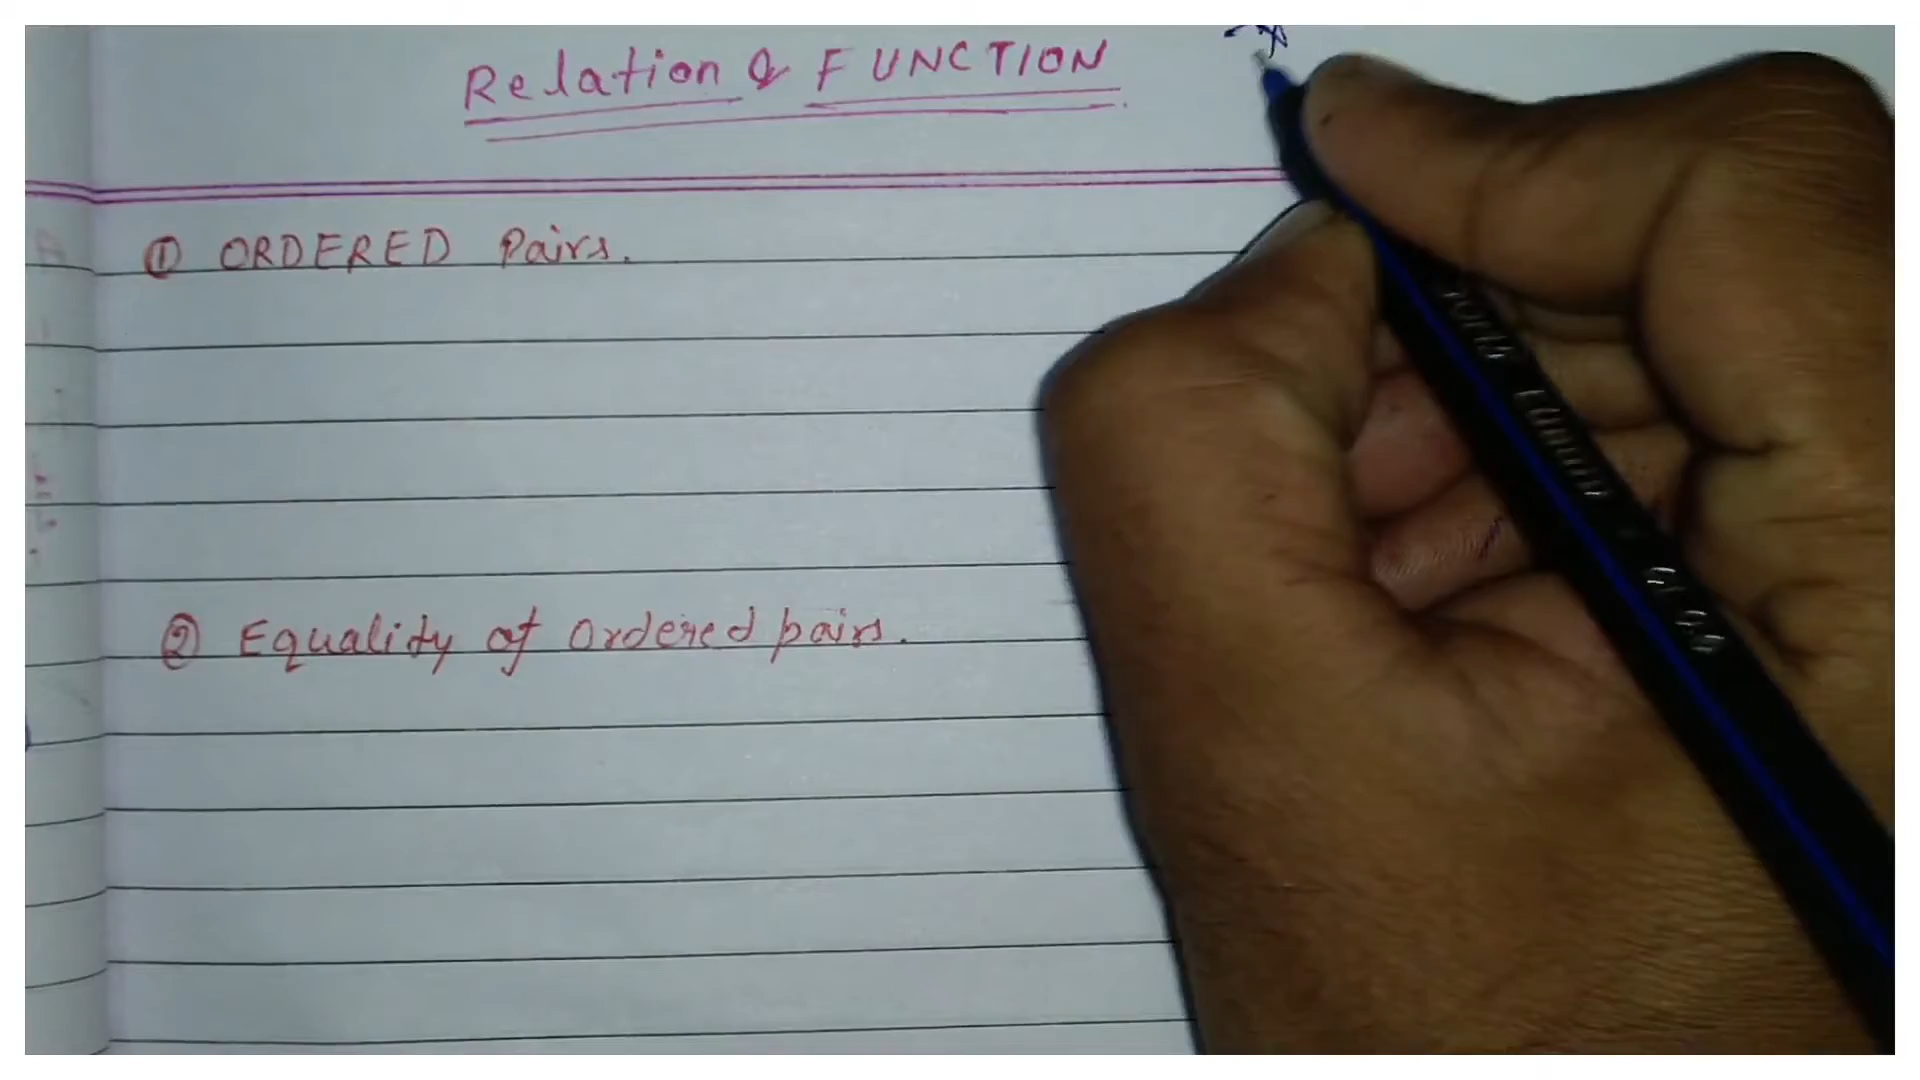 Relation & FUNCTION
① ORDERED Pairs.
② Equality of Ordered pairs.